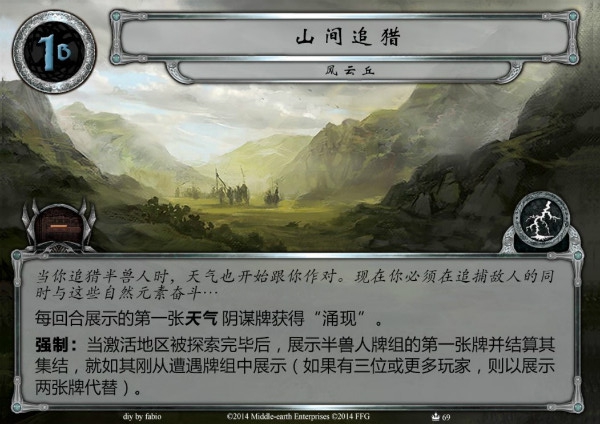 1B
山间追猎
风云丘
当你追猎半兽人时，天气也开始跟你作对。现在你必须在追捕敌人的同
时与这些自然元素奋斗…
每回合展示的第一张天气 阴谋牌获得“涌现”。
强制：当激活地区被探索完毕后，展示半兽人牌组的第一张牌并结算其
集结，就如其刚从遭遇牌组中展示（如果有三位或更多玩家，则以展示
两张牌代替）。
diy by fabio ©2014 Middle-earth Enterprises ©2014 FFG 69